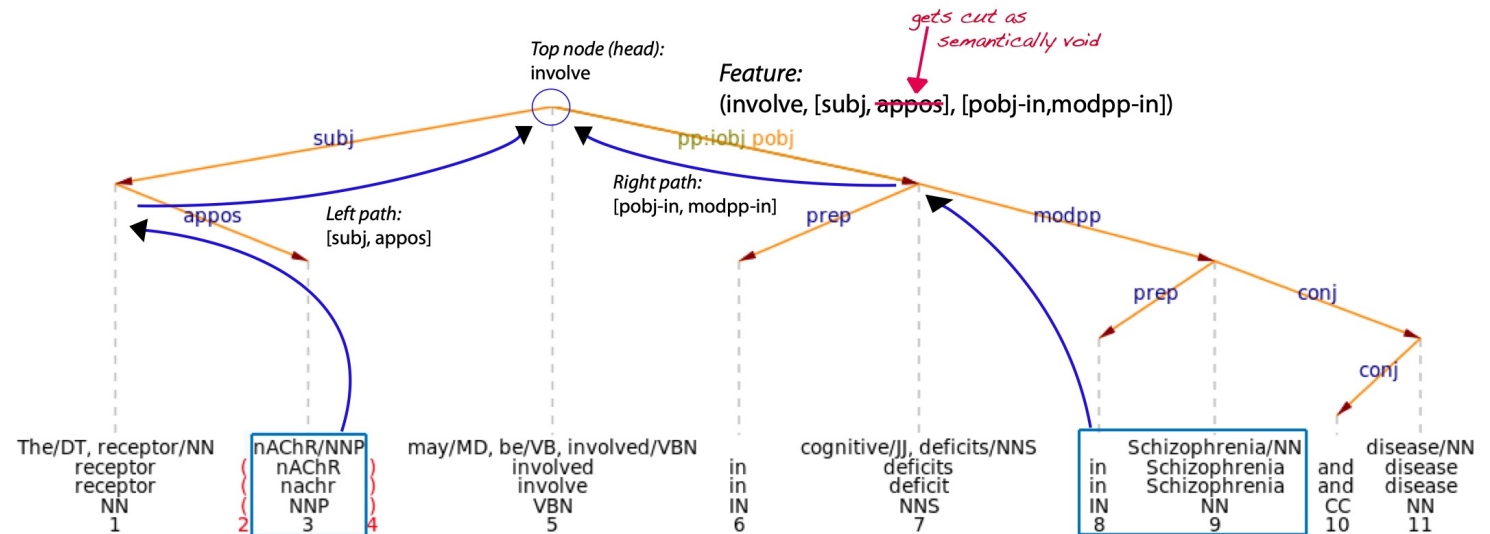 gets cut as
semantically void
Top node (head):
involve
Feature:
(involve, [subj, appos], [pobj-in,modpp-in])
subj
pp:iobj pobj
Right path:
[pobj-in, modpp-in]
appos
Left path:
[subj, appos]
prep
modpp
prep
conj
conj
The/DT, receptor/NN nAChR/NNP may/MD, be/VB, involved/VBN cognitive/JJ, deficits/NNS Schizophrenia/NN disease/NN
receptor ( nAChR ) involved in deficits in Schizophrenia and disease
receptor ( nachr ) involve in deficit in Schizophrenia and disease
NN ( NNP ) VBN IN NNS IN NN CC NN
1 2 3 4 5 6 7 8 9 10 11